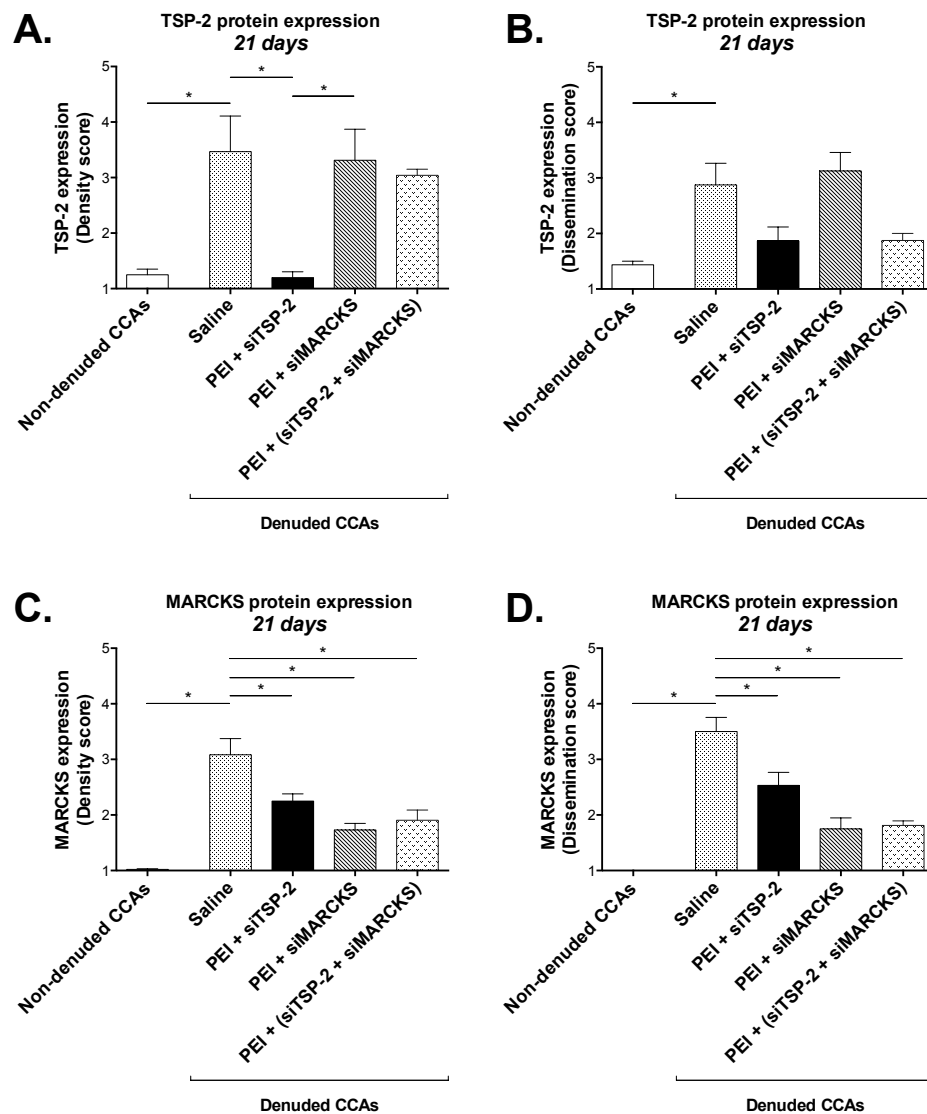 A.
TSP-2 protein expression
21 days
TSP-2 expression
(Density score)
5
4
3
2
1
*
*
*
Non-denuded CCAs
Saline
PEI + siTSP-2
PEI + siMARCKS
PEI + (siTSP-2 + siMARCKS)
Denuded CCAs
B.
TSP-2 protein expression
21 days
TSP-2 expression
(Dissemination score)
5
4
3
2
1
*
Non-denuded CCAs
Saline
PEI + siTSP-2
PEI + siMARCKS
PEI + (siTSP-2 + siMARCKS)
Denuded CCAs
C.
MARCKS protein expression
21 days
MARCKS expression
(Density score)
5
4
3
2
1
*
*
*
*
Non-denuded CCAs
Saline
PEI + siTSP-2
PEI + siMARCKS
PEI + (siTSP-2 + siMARCKS)
Denuded CCAs
D.
MARCKS protein expression
21 days
MARCKS expression
(Dissemination score)
5
4
3
2
1
*
*
*
*
Non-denuded CCAs
Saline
PEI + siTSP-2
PEI + siMARCKS
PEI + (siTSP-2 + siMARCKS)
Denuded CCAs